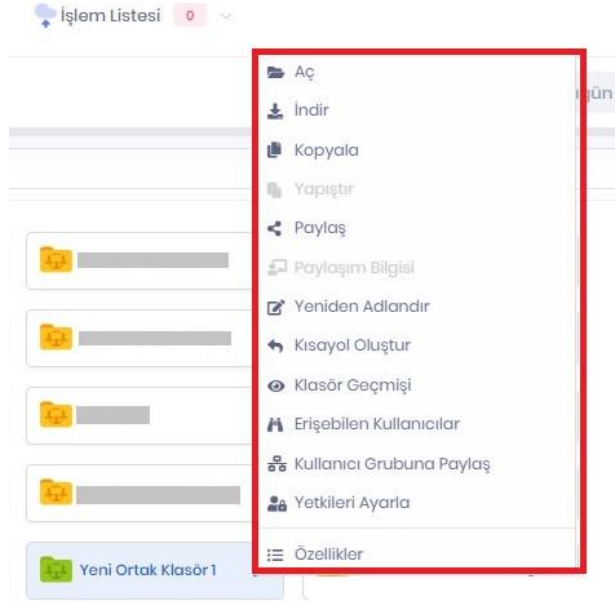 İşlem Listesi 0
Aç
İndir
Kopyala
Yapıştır
Paylaş
Paylaşım Bilgisi
Yeniden Adlandır
Kısayol Oluştur
Klasör Geçmişi
Erişebilen Kullanıcılar
Kullanıcı Grubuna Paylaş
Yetkileri Ayarla
Özellikler
Yeni Ortak Klasör 1